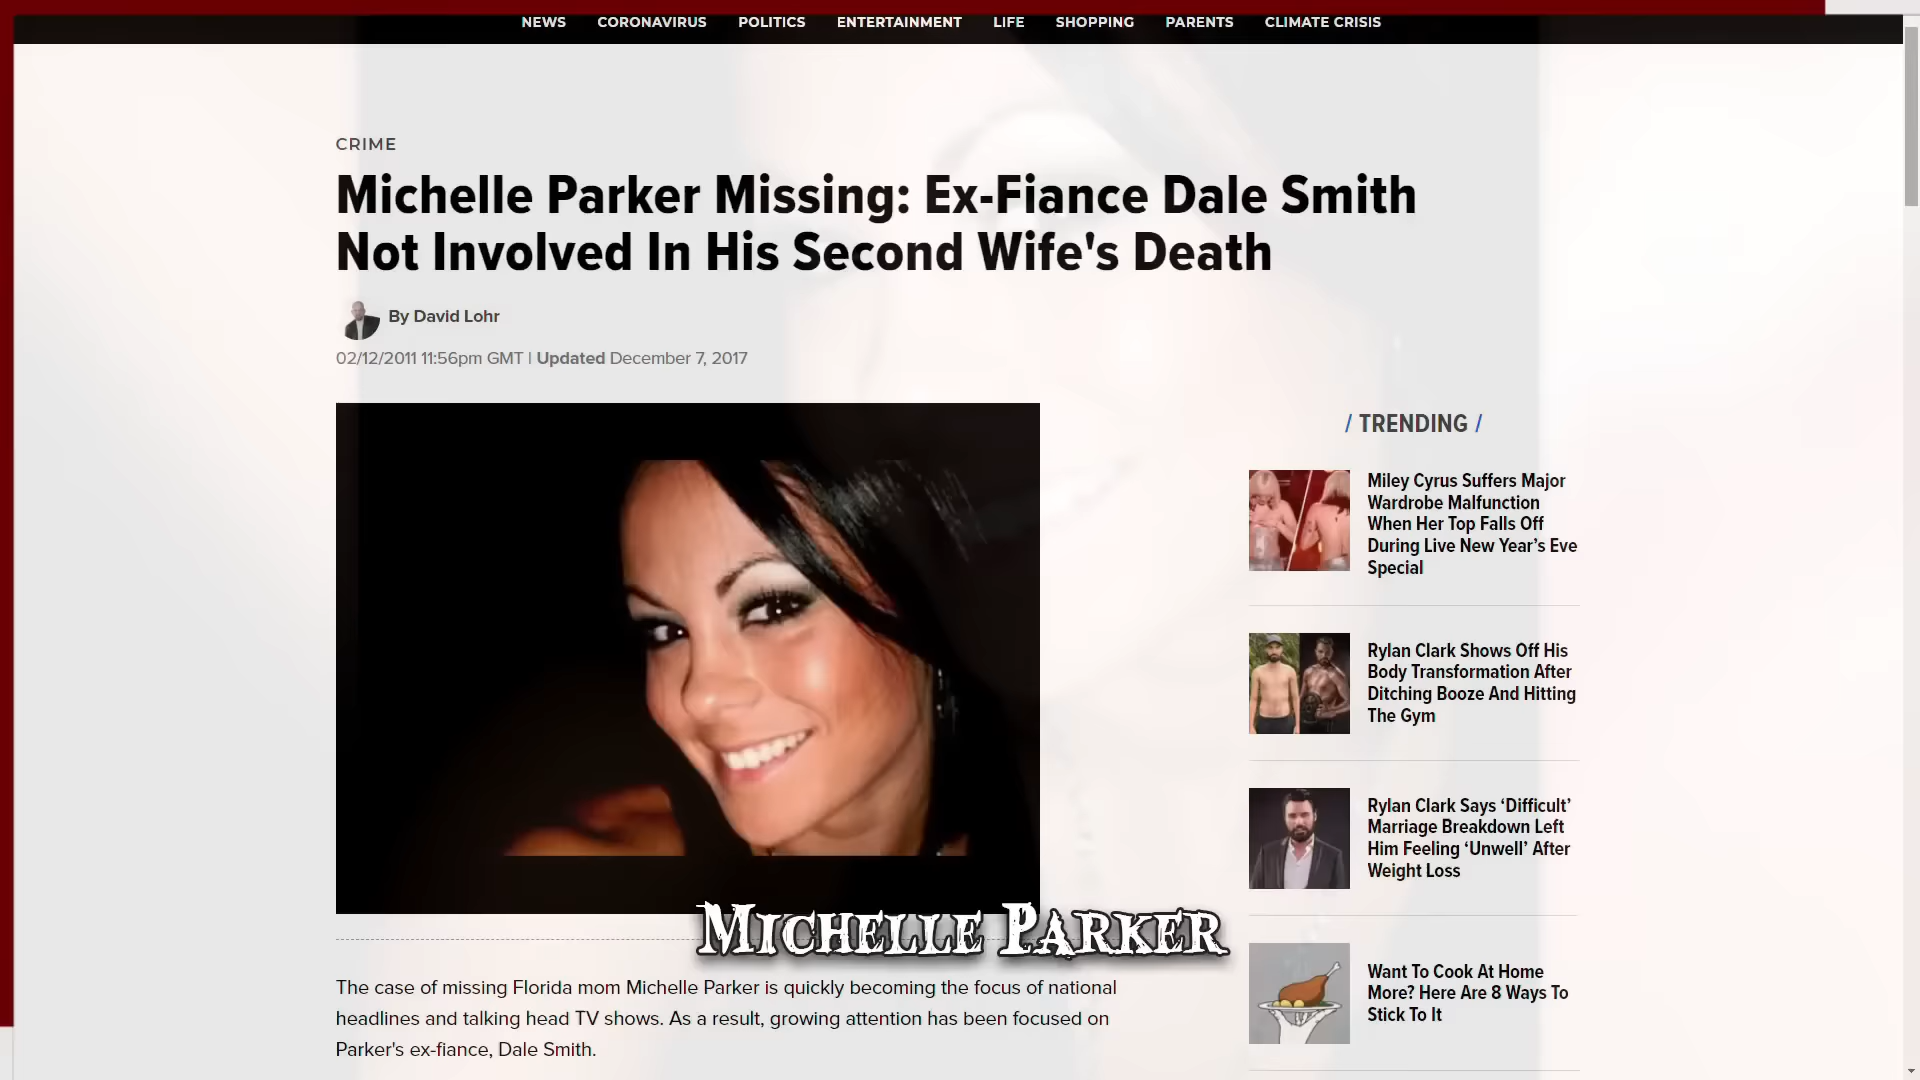 NEWS CORONAVIRUS POLITICS ENTERTAINMENT LIFE SHOPPING PARENTS CLIMATE CRISIS
CRIME
Michelle Parker Missing: Ex-Fiance Dale Smith
Not Involved In His Second Wife's Death
By David Lohr
02/12/2011 11:56pm GMT | Updated December 7, 2017
MICHELLE PARKER
The case of missing Florida mom Michelle Parker is quickly becoming the focus of national
headlines and talking head TV shows. As a result, growing attention has been focused on
Parker's ex-fiance, Dale Smith.
/ TRENDING /
Miley Cyrus Suffers Major
Wardrobe Malfunction
When Her Top Falls Off
During Live New Year’s Eve
Special
Rylan Clark Shows Off His
Body Transformation After
Ditching Booze And Hitting
The Gym
Rylan Clark Says ‘Difficult’
Marriage Breakdown Left
Him Feeling ‘Unwell’ After
Weight Loss
Want To Cook At Home
More? Here Are 8 Ways To
Stick To It